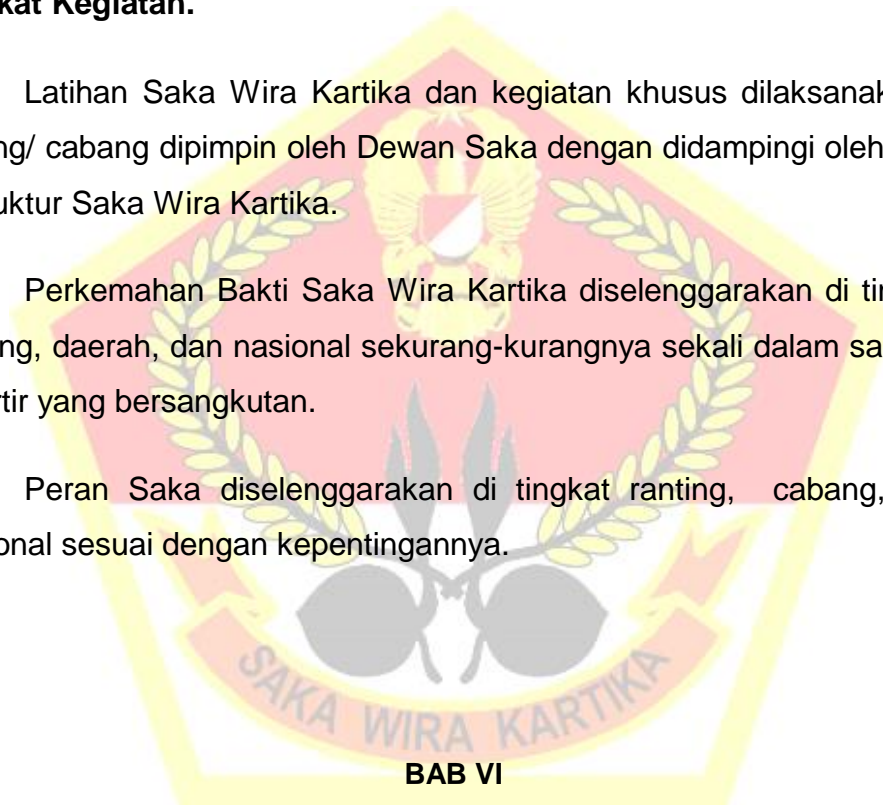 kat Kegiatan.
Latihan Saka Wira Kartika dan kegiatan khusus dilaksanak
ng/ cabang dipimpin oleh Dewan Saka dengan didampingi oleh
uktur Saka Wira Kartika.
Perkemahan Bakti Saka Wira Kartika diselenggarakan di tin
ng, daerah, dan nasional sekurang-kurangnya sekali dalam sa
rtir yang bersangkutan.
Peran Saka diselenggarakan di tingkat ranting, cabang,
onal sesuai dengan kepentingannya.
SAKA WIRA KARTIKA
BAB VI